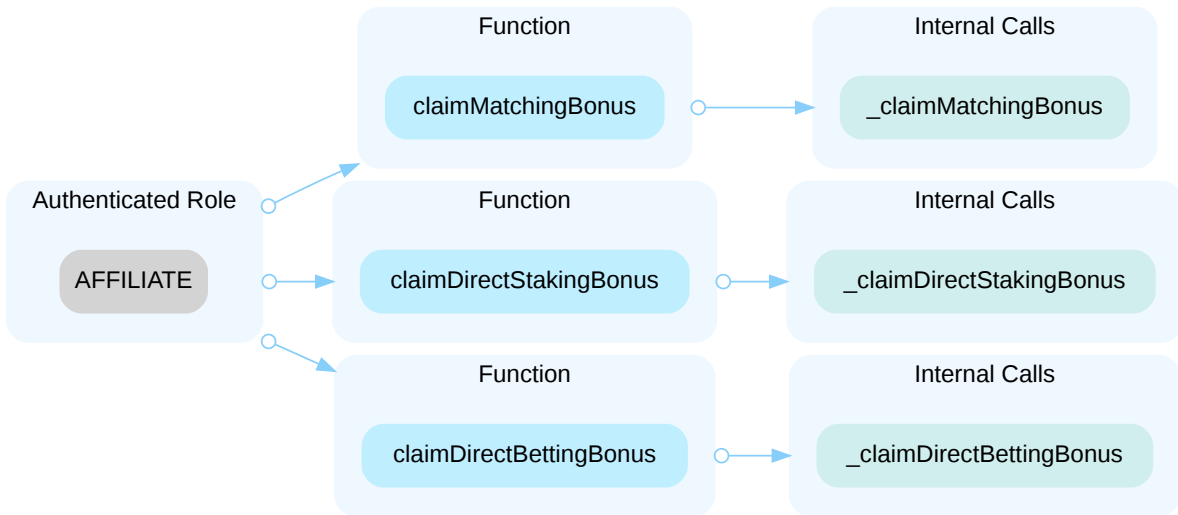 Function
Internal Calls
claimMatchingBonus
_claimMatchingBonus
Authenticated Role
Function
Internal Calls
AFFILIATE
claimDirectStakingBonus
_claimDirectStakingBonus
Function
Internal Calls
claimDirectBettingBonus
_claimDirectBettingBonus